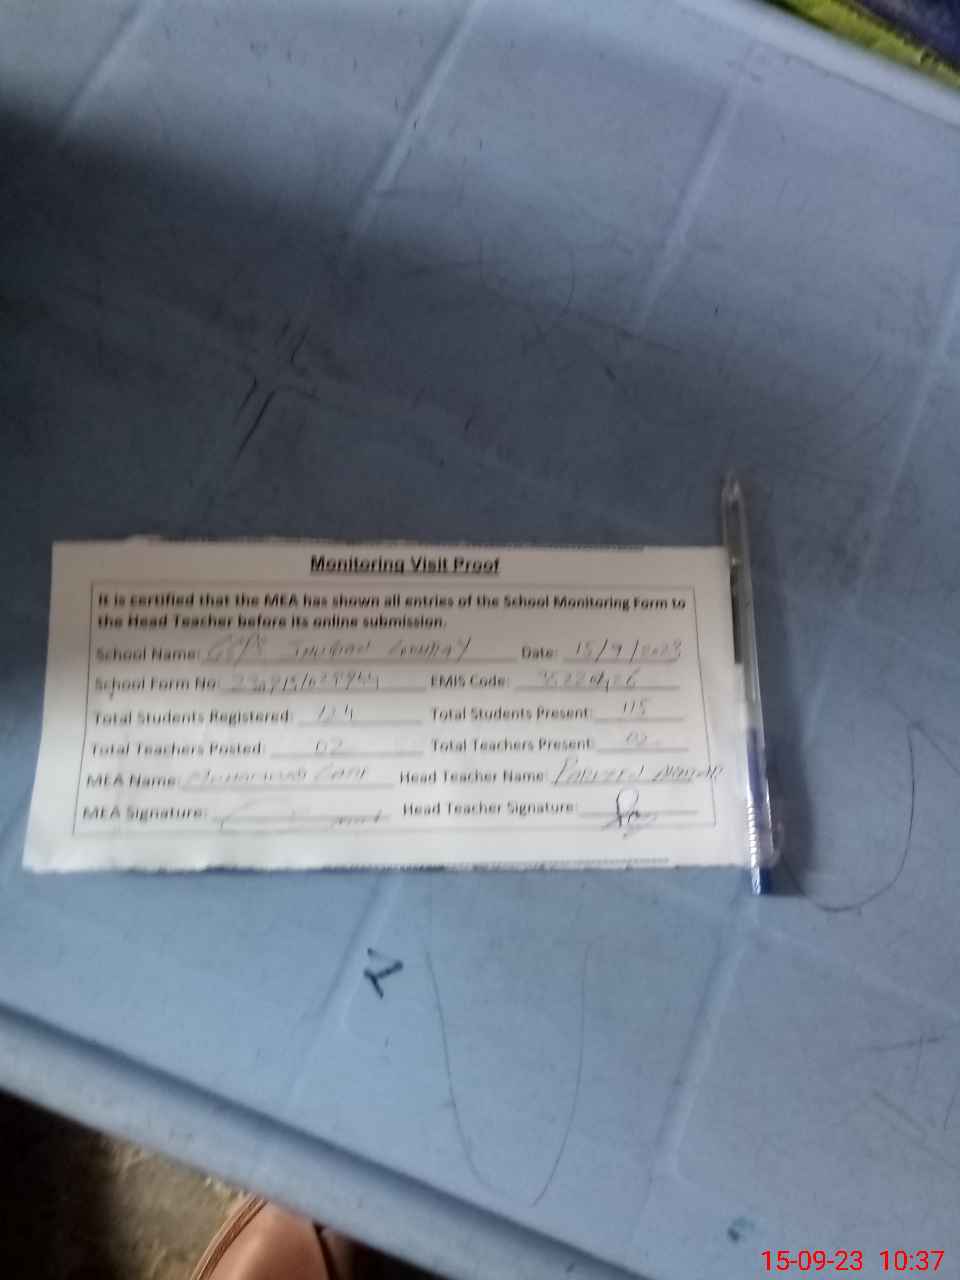 Monitoring Visit Proof
It is certified that the MEA has shown all entries of the School Monitoring Form to
the Head Teacher before its online submission.
School Name: Date: 15/9/2023
School Form No: EMIS Code:
Total Students Registered: 124 Total Students Present: 115
Total Teachers Posted: 02 Total Teachers Present: 02
MEA Name: Head Teacher Name:
MEA Signature: Head Teacher Signature:
15-09-23 10:37